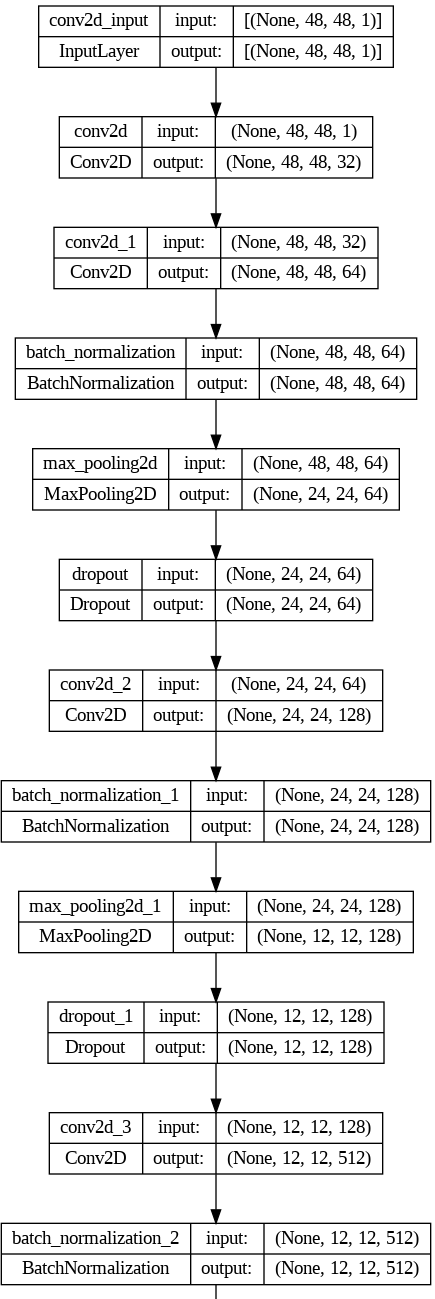 conv2d_input input: [(None, 48, 48, 1)]
InputLayer output: [(None, 48, 48, 1)]
conv2d input: (None, 48, 48, 1)
Conv2D output: (None, 48, 48, 32)
conv2d_1 input: (None, 48, 48, 32)
Conv2D output: (None, 48, 48, 64)
batch_normalization input: (None, 48, 48, 64)
BatchNormalization output: (None, 48, 48, 64)
max_pooling2d input: (None, 48, 48, 64)
MaxPooling2D output: (None, 24, 24, 64)
dropout input: (None, 24, 24, 64)
Dropout output: (None, 24, 24, 64)
conv2d_2 input: (None, 24, 24, 64)
Conv2D output: (None, 24, 24, 128)
batch_normalization_1 input: (None, 24, 24, 128)
BatchNormalization output: (None, 24, 24, 128)
max_pooling2d_1 input: (None, 24, 24, 128)
MaxPooling2D output: (None, 12, 12, 128)
dropout_1 input: (None, 12, 12, 128)
Dropout output: (None, 12, 12, 128)
conv2d_3 input: (None, 12, 12, 128)
Conv2D output: (None, 12, 12, 512)
batch_normalization_2 input: (None, 12, 12, 512)
BatchNormalization output: (None, 12, 12, 512)